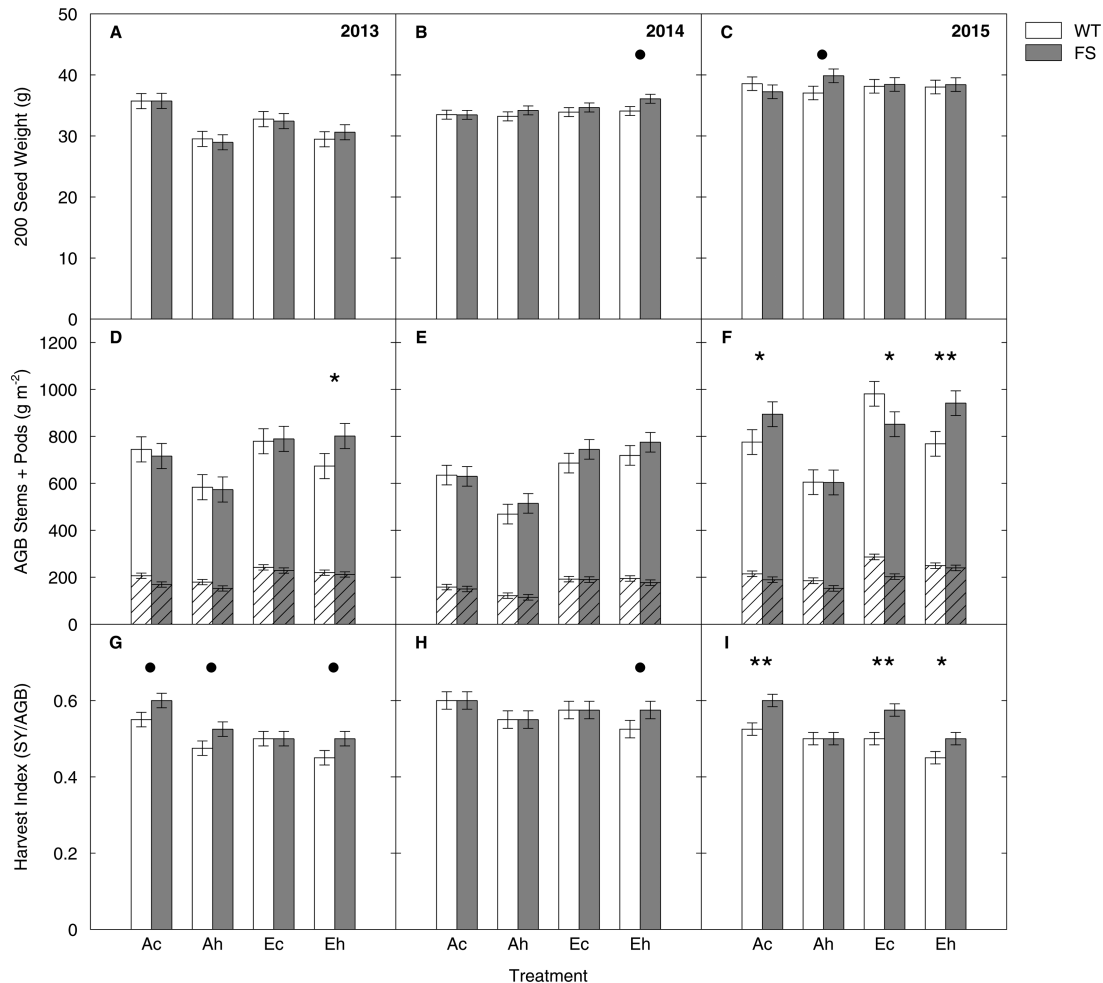 A 2013
B 2014
C 2015
WT
FS
50
40
30
20
10
0
200 Seed Weight (g)
D
E
F
*
*
*
**
1200
1000
800
600
400
200
0
AGB Stems + Pods (g m-2)
G
H
I
**
**
*
0.6
0.4
0.2
0
Harvest Index (SY/AGB)
Ac Ah Ec Eh
Ac Ah Ec Eh
Ac Ah Ec Eh
Treatment